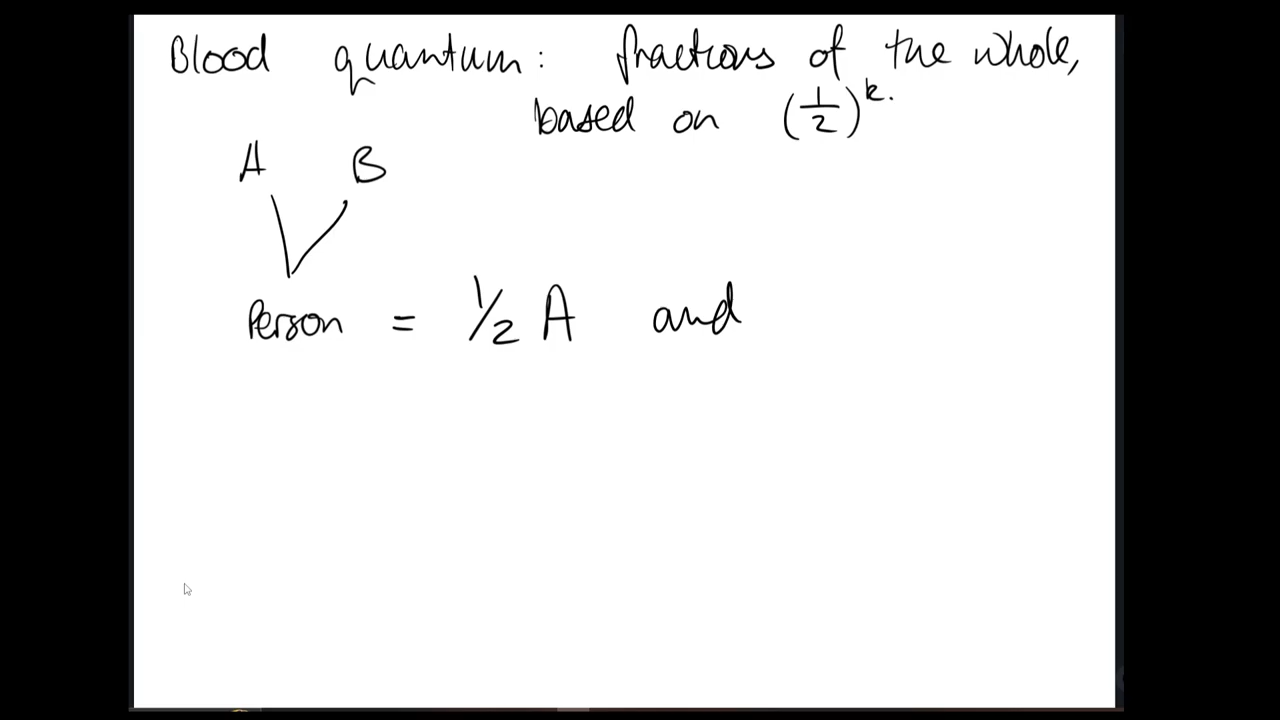 Blood quantum: fractions of the whole,
based on (1/2)^k.
A B
Person = 1/2 A and